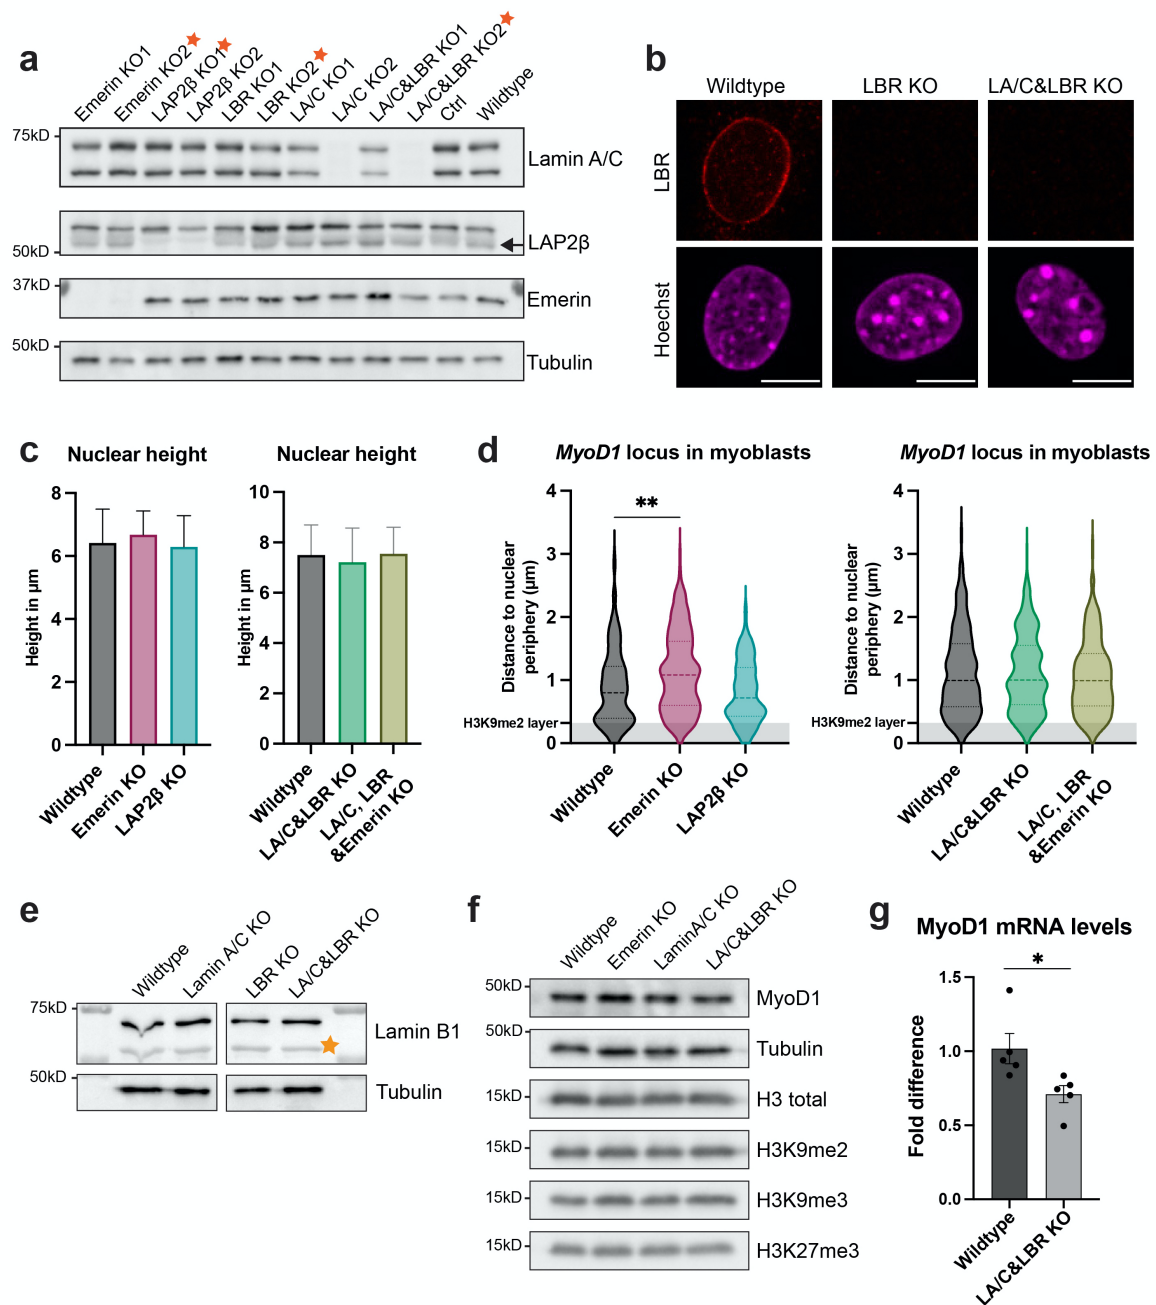 a
Emerin KO1
Emerin KO2
LAP2β KO1
LAP2β KO2
LBR KO1
LBR KO2
LA/C KO1
LA/C KO2
LA/C&LBR KO1
LA/C&LBR KO2
Ctrl
Wildtype
75kD
Lamin A/C
50kD
LAP2β
37kD
Emerin
50kD
Tubulin
b
Wildtype
LBR KO
LA/C&LBR KO
LBR
Hoechst
c
Nuclear height
Height in µm
8
6
4
2
0
Wildtype
Emerin KO
LAP2β KO
Nuclear height
Height in µm
10
8
6
4
2
0
Wildtype
LA/C&LBR KO
LA/C, LBR
&Emerin KO
d
MyoD1 locus in myoblasts
Distance to nuclear
periphery (µm)
4
3
2
1
0
H3K9me2 layer
**
Wildtype
Emerin KO
LAP2β KO
MyoD1 locus in myoblasts
Distance to nuclear
periphery (µm)
4
3
2
1
0
H3K9me2 layer
Wildtype
LA/C&LBR KO
LA/C, LBR
&Emerin KO
e
Wildtype
Lamin A/C KO
LBR KO
LA/C&LBR KO
75kD
Lamin B1
50kD
Tubulin
f
Wildtype
Emerin KO
LaminA/C KO
LA/C&LBR KO
50kD
MyoD1
50kD
Tubulin
15kD
H3 total
15kD
H3K9me2
15kD
H3K9me3
15kD
H3K27me3
g
MyoD1 mRNA levels
Fold difference
1.5
1.0
0.5
0.0
*
Wildtype
LA/C&LBR KO